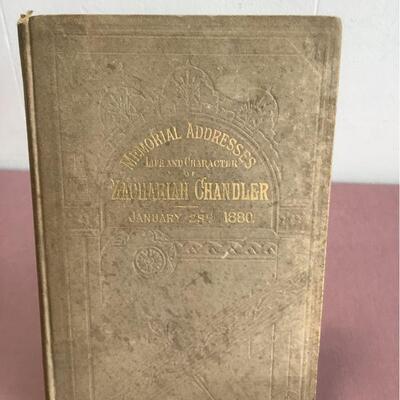 MEMORIAL ADDRESSES
LIFE AND CHARACTER
OF
ZACHARIAH CHANDLER
JANUARY 28TH 1880.